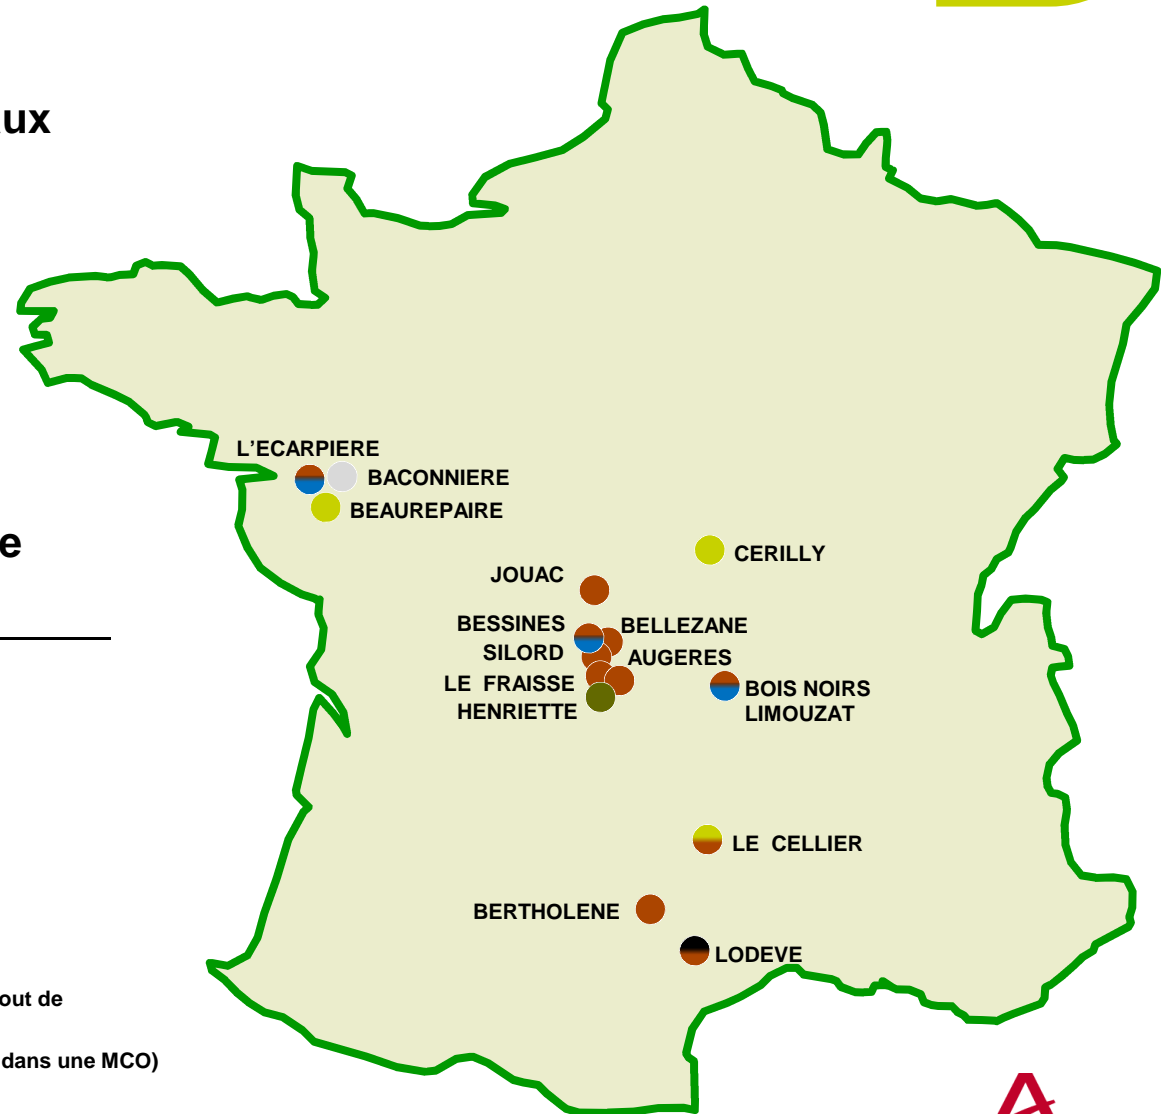 ux
L'ECARPIERE
BACONNIERE
BEAUREPAIRE
e
CERILLY
JOUAC
BESSINES
BELLEZANE
SILORD
AUGERES
LE FRAISSE
HENRIETTE
BOIS NOIRS
LIMOUZAT
LE CELLIER
BERTHOLENE
LODEVE
out de
dans une MCO)